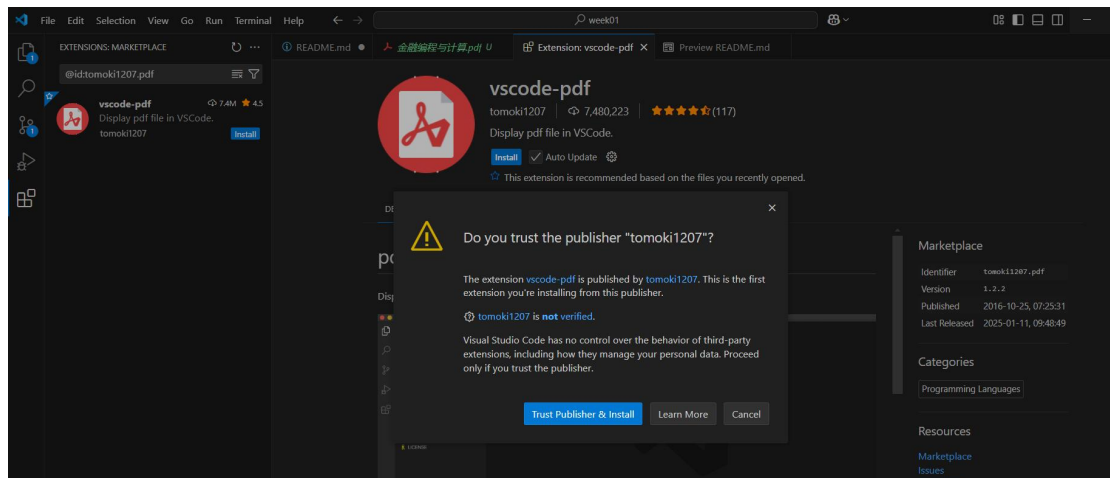 File Edit Selection View Go Run Terminal Help
week01
EXTENSIONS: MARKETPLACE
README.md
金融编程与计算.pdf U
Extension: vscode-pdf
Preview README.md
@id:tomoki1207.pdf
vscode-pdf 7.4M 4.5
Display pdf file in VSCode.
tomoki1207
Install
vscode-pdf
tomoki1207 7,480,223 (117)
Display pdf file in VSCode.
Install Auto Update
This extension is recommended based on the files you recently opened.
Do you trust the publisher "tomoki1207"?
The extension vscode-pdf is published by tomoki1207. This is the first
extension you're installing from this publisher.
tomoki1207 is not verified.
Visual Studio Code has no control over the behavior of third-party
extensions, including how they manage your personal data. Proceed
only if you trust the publisher.
Trust Publisher & Install
Learn More
Cancel
Marketplace
Identifier tomoki1207.pdf
Version 1.2.2
Published 2016-10-25, 07:25:31
Last Released 2025-01-11, 09:48:49
Categories
Programming Languages
Resources
Marketplace
Issues
LICENSE